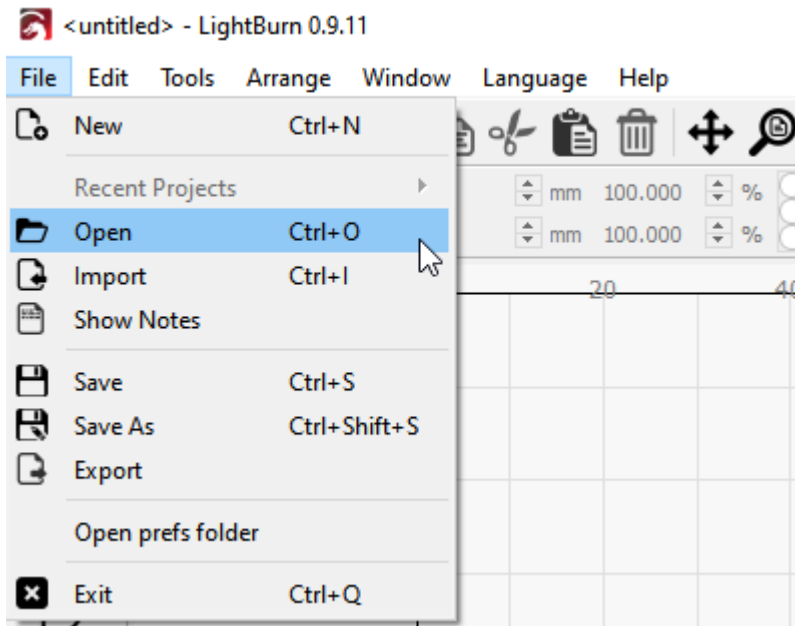 <untitled> - LightBurn 0.9.11
File Edit Tools Arrange Window Language Help
New Ctrl+N
Recent Projects
mm 100.000 %
Open Ctrl+O
mm 100.000 %
Import Ctrl+I
20 40
Show Notes
Save Ctrl+S
Save As Ctrl+Shift+S
Export
Open prefs folder
Exit Ctrl+Q